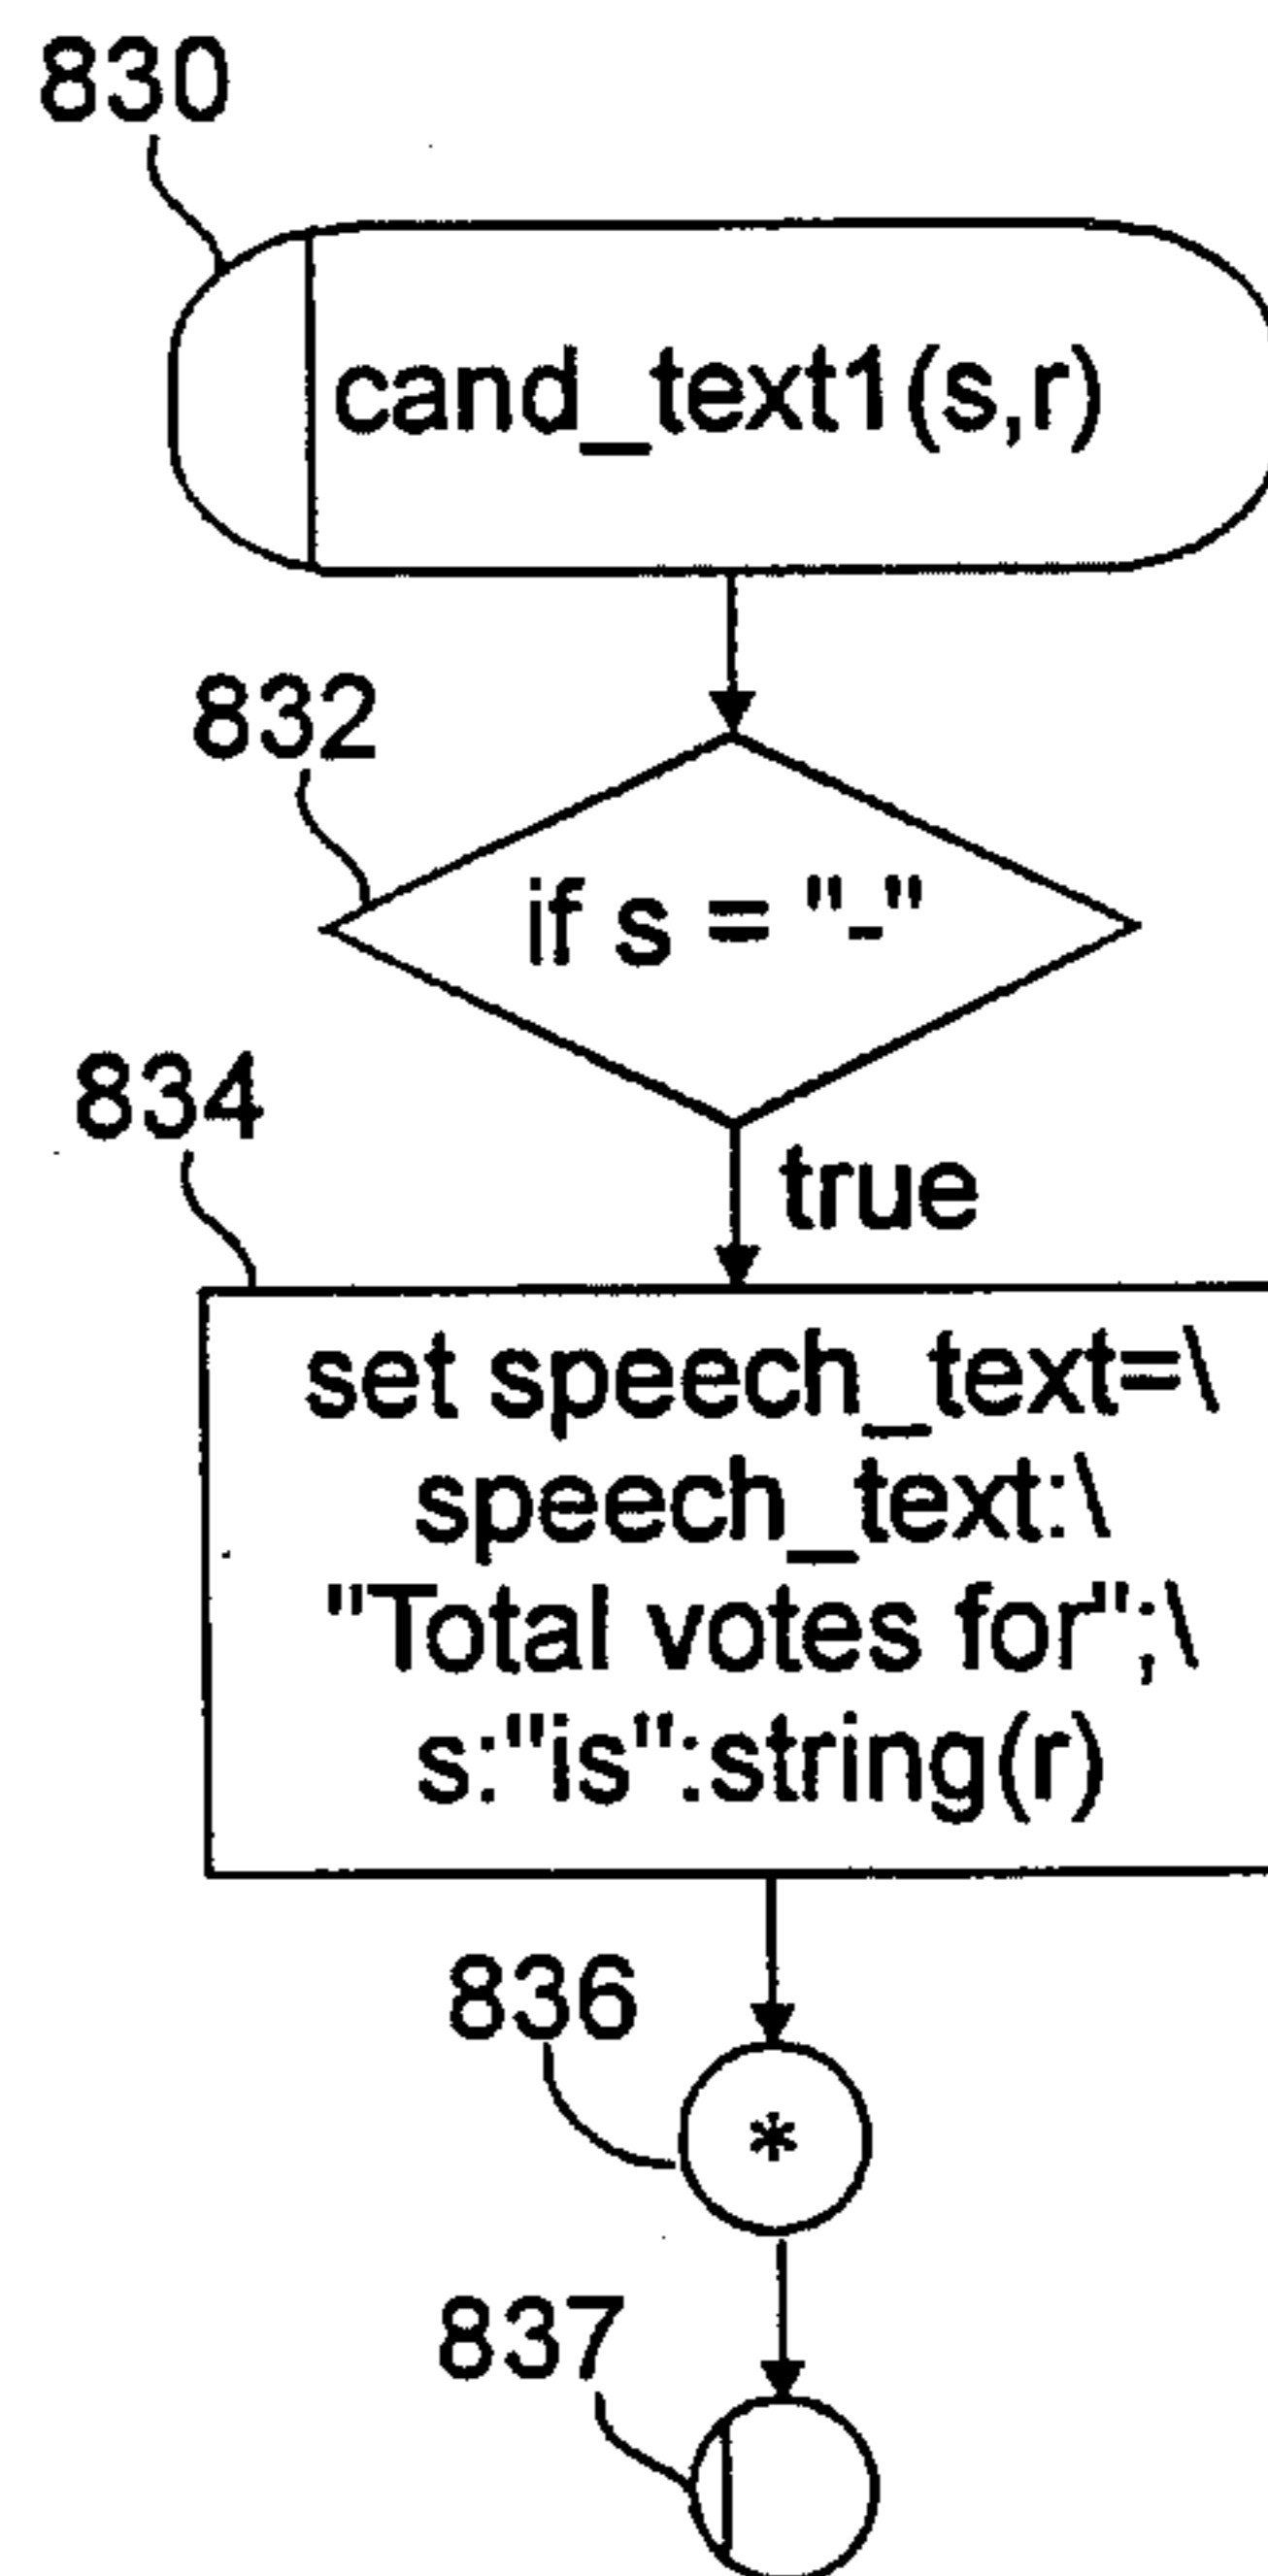 830
cand_text1(s,r)
832
if s = "-"
834
true
set speech_text=\
speech_text:\
"Total votes for";\
s:"is":string(r)
836
*
837